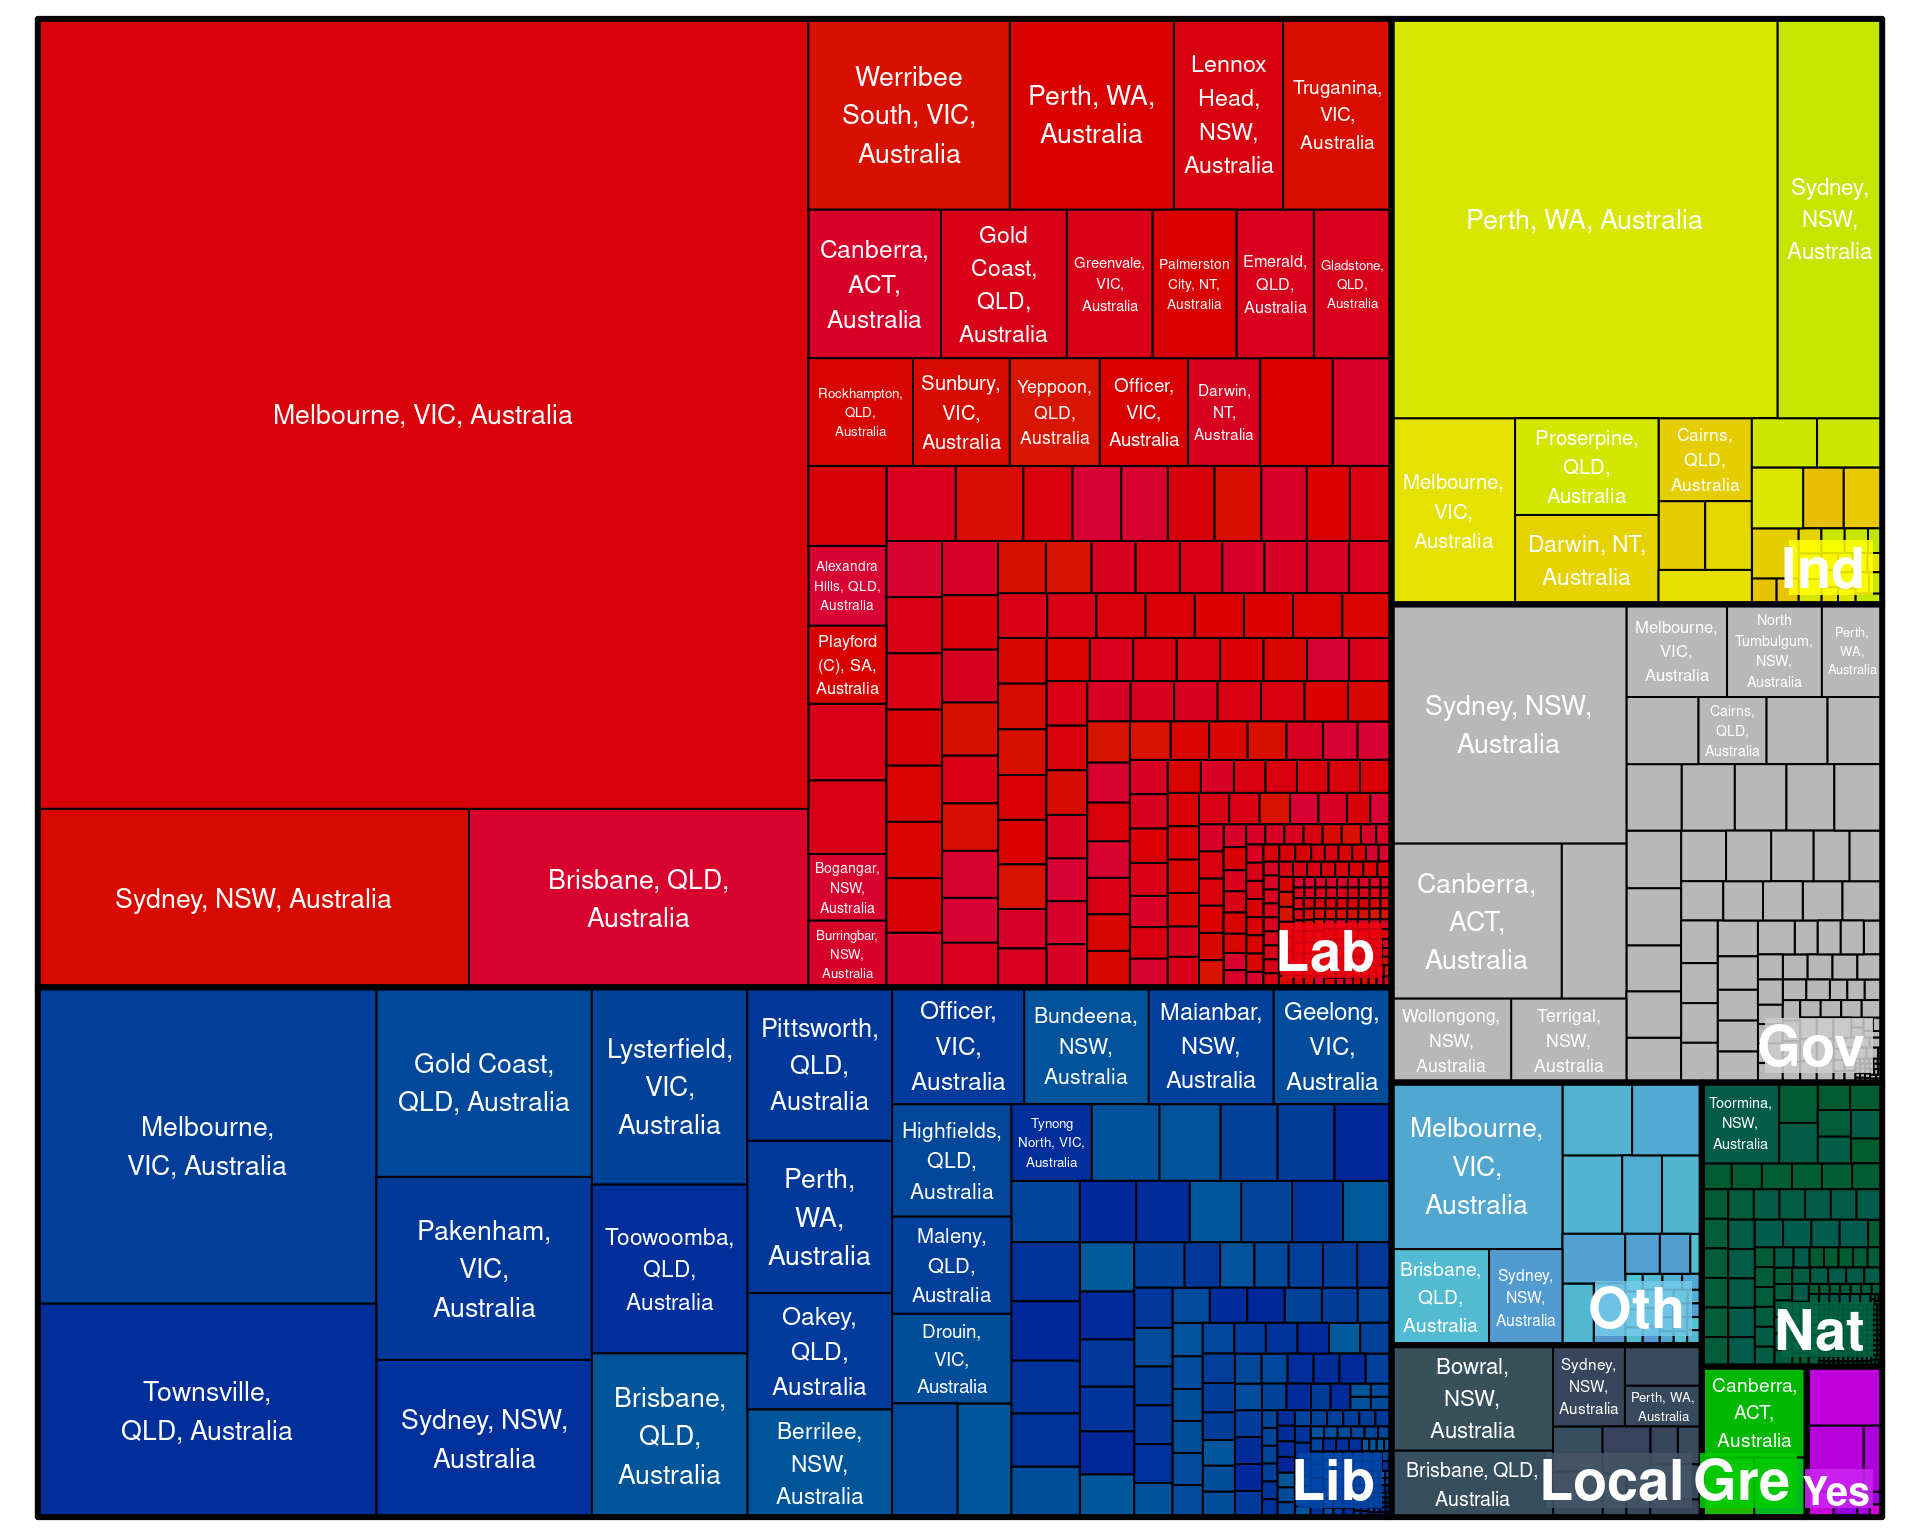 Melbourne, VIC, Australia
Sydney, NSW, Australia
Brisbane, QLD,
Australia
Werribee
South, VIC,
Australia
Perth, WA,
Australia
Lennox
Head,
NSW,
Australia
Truganina,
VIC,
Australia
Canberra,
ACT,
Australia
Gold
Coast,
QLD,
Australia
Greenvale,
VIC,
Australia
Palmerston
City, NT,
Australia
Emerald,
QLD,
Australia
Gladstone,
QLD,
Australia
Rockhampton,
QLD,
Australia
Sunbury,
VIC,
Australia
Yeppoon,
QLD,
Australia
Officer,
VIC,
Australia
Darwin,
NT,
Australia
Alexandra
Hills, QLD,
Australia
Playford
(C), SA,
Australia
Bogangar,
NSW,
Australia
Burringbar,
NSW,
Australia
Lab
Perth, WA, Australia
Sydney,
NSW,
Australia
Melbourne,
VIC,
Australia
Proserpine,
QLD,
Australia
Darwin, NT,
Australia
Cairns,
QLD,
Australia
Ind
Sydney, NSW,
Australia
Melbourne,
VIC,
Australia
North
Tumbulgum,
NSW,
Australia
Perth,
WA,
Australia
Cairns,
QLD,
Australia
Canberra,
ACT,
Australia
Wollongong,
NSW,
Australia
Terrigal,
NSW,
Australia
Gov
Melbourne,
VIC, Australia
Townsville,
QLD, Australia
Gold Coast,
QLD, Australia
Pakenham,
VIC,
Australia
Sydney, NSW,
Australia
Lysterfield,
VIC,
Australia
Toowoomba,
QLD,
Australia
Brisbane,
QLD,
Australia
Pittsworth,
QLD,
Australia
Perth,
WA,
Australia
Oakey,
QLD,
Australia
Berrilee,
NSW,
Australia
Officer,
VIC,
Australia
Bundeena,
NSW,
Australia
Maianbar,
NSW,
Australia
Geelong,
VIC,
Australia
Highfields,
QLD,
Australia
Tynong
North, VIC,
Australia
Maleny,
QLD,
Australia
Drouin,
VIC,
Australia
Lib
Melbourne,
VIC,
Australia
Brisbane,
QLD,
Australia
Sydney,
NSW,
Australia
Oth
Toormina,
NSW,
Australia
Nat
Bowral,
NSW,
Australia
Sydney,
NSW,
Australia
Perth, WA,
Australia
Brisbane, QLD,
Australia
Local
Canberra,
ACT,
Australia
Gre
Yes